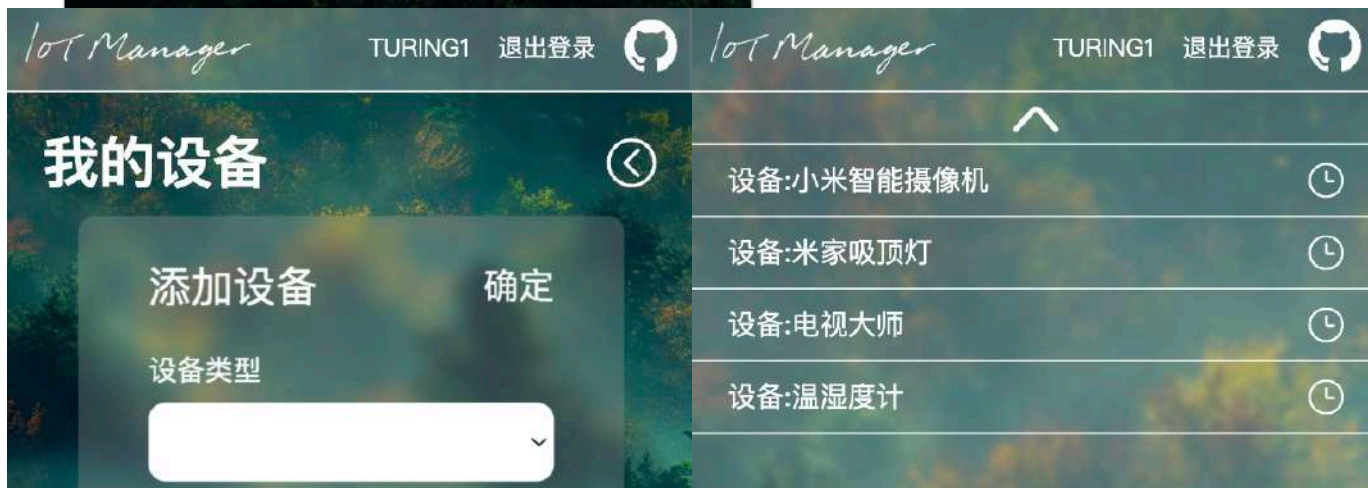 IoT Manager TURING1 退出登录
我的设备
添加设备 确定
设备类型
IoT Manager TURING1 退出登录
设备:小米智能摄像机
设备:米家吸顶灯
设备:电视大师
设备:温湿度计